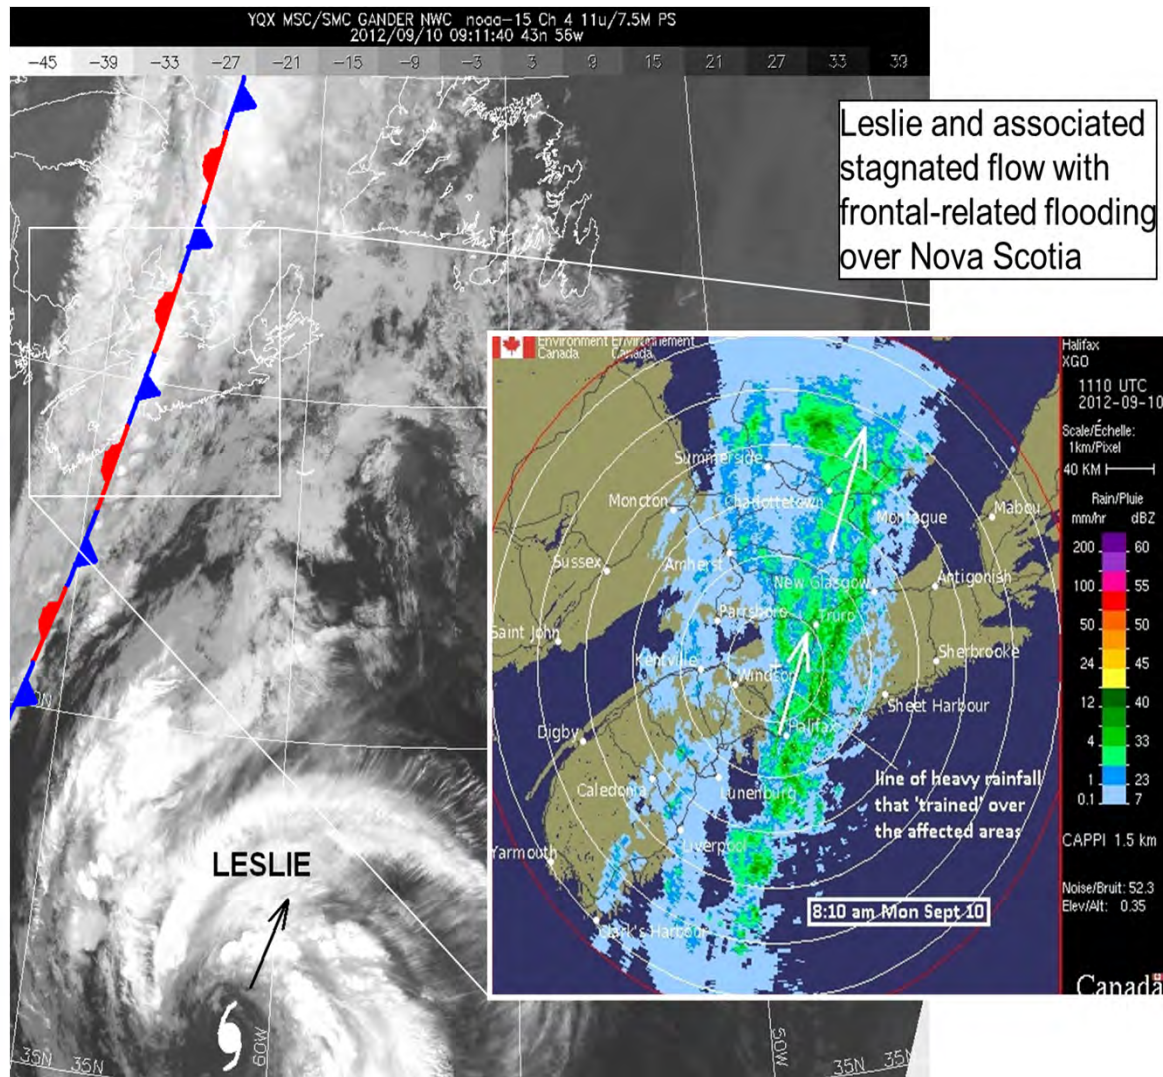 YQX MSC/SMC GANDER NWC noaa-15 Ch 4 11u/7.5M PS
2012/09/10 09:11:40 43n 56w
-45 -39 -33 -27 -21 -15 -9 -3 3 9 15 21 27 33 39
Leslie and associated
stagnated flow with
frontal-related flooding
over Nova Scotia
Environment Environnement
Canada Canada
Halifax
XGO
1110 UTC
2012-09-10
Scale/Échelle:
1km/Pixel
40 KM
Rain/Pluie
mm/hr dBZ
200 60
100 55
50 50
24 45
12 40
4 33
1 23
0.1 7
CAPPI 1.5 km
Noise/Bruit: 52.3
Elev/Alt: 0.35
Canada
Summerside
Moncton
Charlottetown
Montague
Mabou
Sussex
Amherst
New Glasgow
Antigonish
Parrsboro
Truro
Saint John
Kentville
Windsor
Sherbrooke
Sheet Harbour
Digby
Halifax
Caledonia
Lunenburg
line of heavy rainfall
that 'trained' over
the affected areas
Liverpool
Yarmouth
8:10 am Mon Sept 10
Clark's Harbour
LESLIE
35N
35N
60W
50W
35N
35N